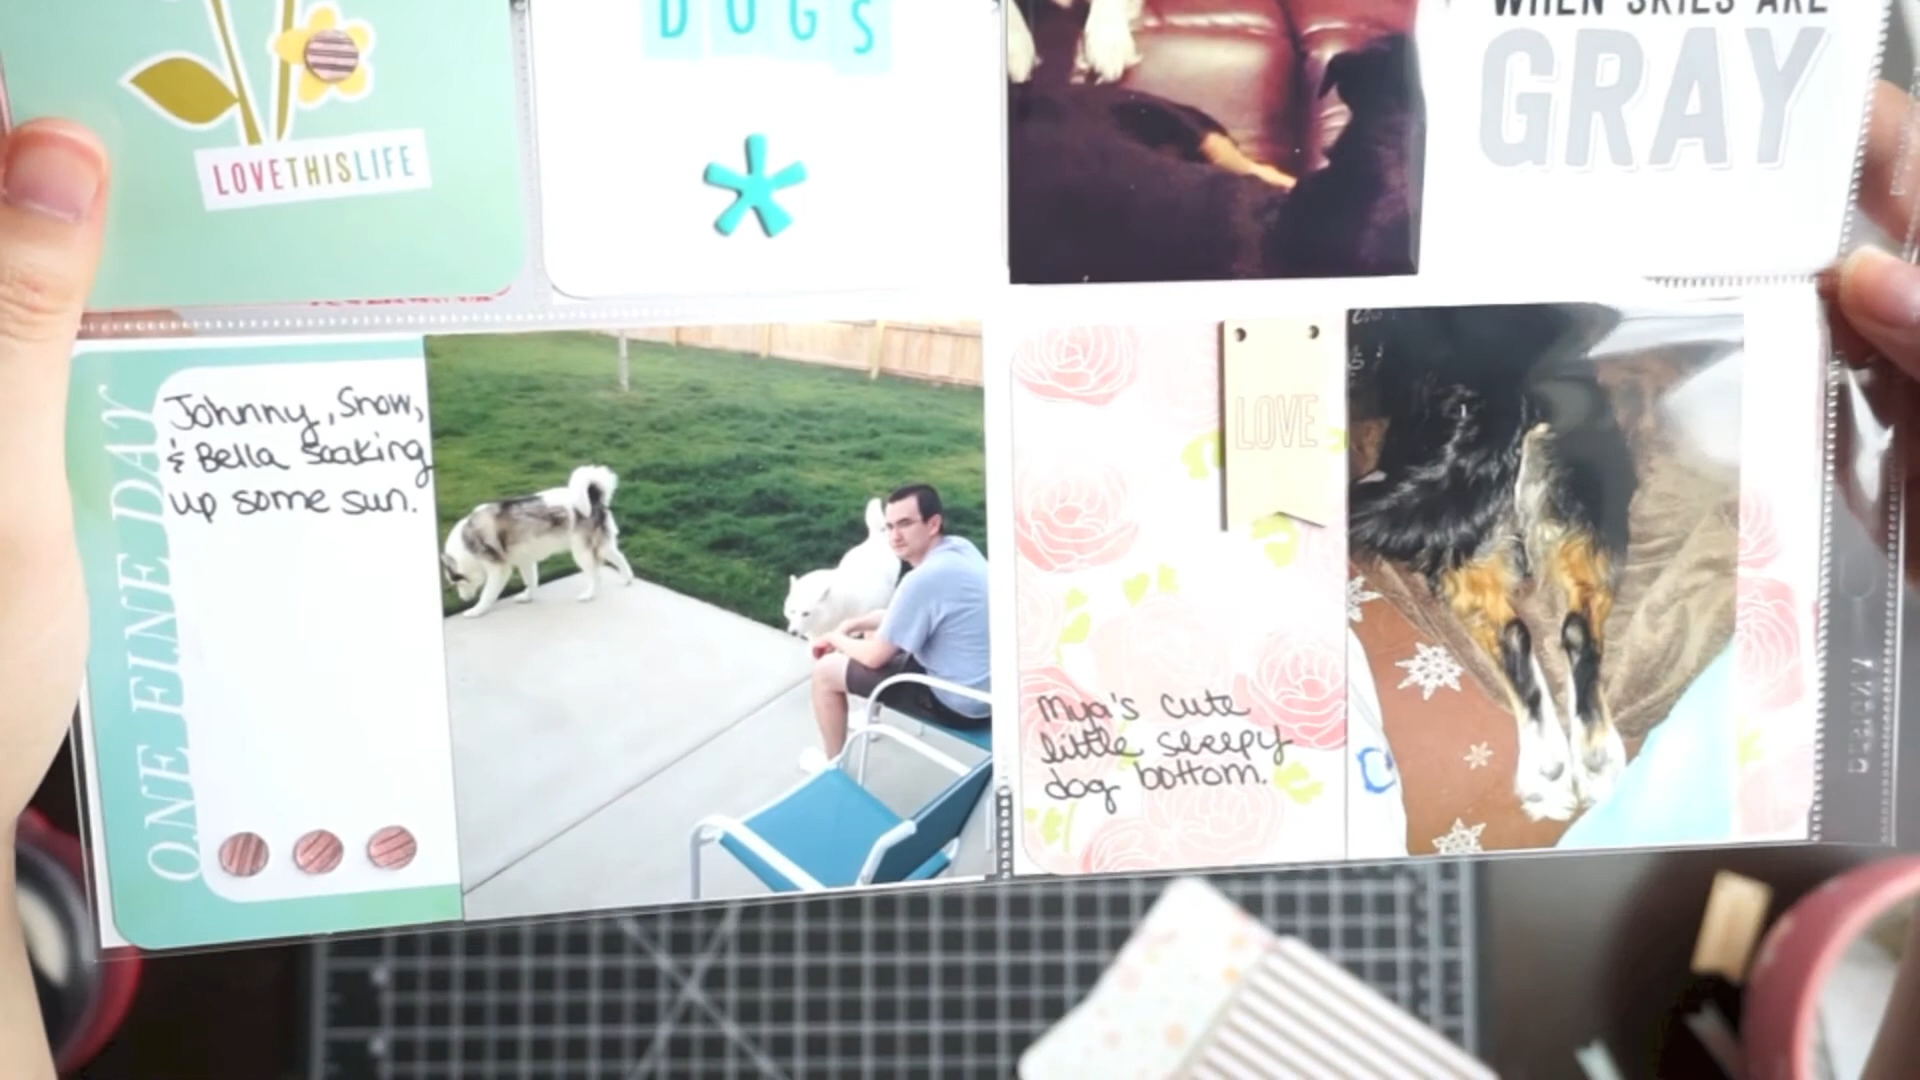 DOGS
WHEN SKIES ARE
GRAY
LOVETHISLIFE
ONE FINE DAY
Johnny, Snow,
& Bella soaking
up some sun.
LOVE
Mya's cute
little sleepy
dog bottom.